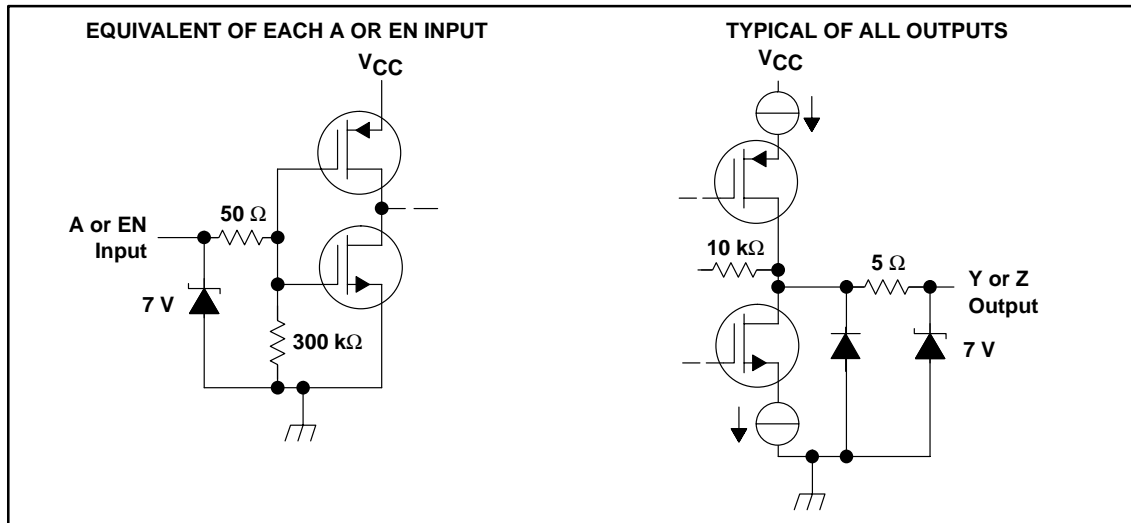 EQUIVALENT OF EACH A OR EN INPUT
VCC
50 Ω
A or EN
Input
7 V
300 kΩ
TYPICAL OF ALL OUTPUTS
VCC
10 kΩ
5 Ω
Y or Z
Output
7 V